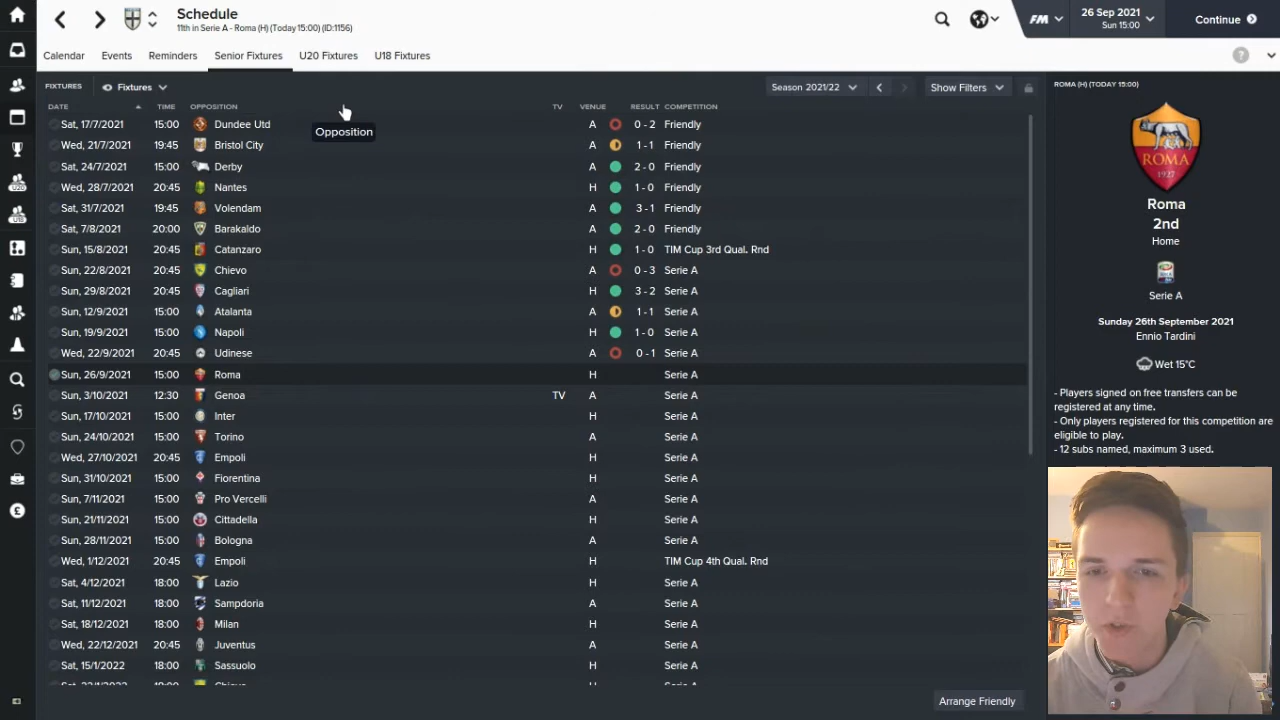 Schedule
11th in Serie A - Roma (H) (Today 15:00) (ID:1156)
FM
26 Sep 2021
Sun 15:00
Continue
Calendar Events Reminders Senior Fixtures U20 Fixtures U18 Fixtures
FIXTURES Fixtures Season 2021/22 Show Filters
DATE TIME OPPOSITION TV VENUE RESULT COMPETITION
Sat, 17/7/2021 15:00 Dundee Utd A 0 - 2 Friendly
Opposition
Wed, 21/7/2021 19:45 Bristol City A 1 - 1 Friendly
Sat, 24/7/2021 15:00 Derby A 2 - 0 Friendly
Wed, 28/7/2021 20:45 Nantes H 1 - 0 Friendly
Sat, 31/7/2021 19:45 Volendam A 3 - 1 Friendly
Sat, 7/8/2021 20:00 Barakaldo A 2 - 0 Friendly
Sun, 15/8/2021 20:45 Catanzaro H 1 - 0 TIM Cup 3rd Qual. Rnd
Sun, 22/8/2021 20:45 Chievo A 0 - 3 Serie A
Sun, 29/8/2021 20:45 Cagliari H 3 - 2 Serie A
Sun, 12/9/2021 15:00 Atalanta A 1 - 1 Serie A
Sun, 19/9/2021 15:00 Napoli H 1 - 0 Serie A
Wed, 22/9/2021 20:45 Udinese A 0 - 1 Serie A
Sun, 26/9/2021 15:00 Roma H Serie A
Sun, 3/10/2021 12:30 Genoa TV A Serie A
Sun, 17/10/2021 15:00 Inter H Serie A
Sun, 24/10/2021 15:00 Torino A Serie A
Wed, 27/10/2021 20:45 Empoli H Serie A
Sun, 31/10/2021 15:00 Fiorentina H Serie A
Sun, 7/11/2021 15:00 Pro Vercelli A Serie A
Sun, 21/11/2021 15:00 Cittadella H Serie A
Sun, 28/11/2021 15:00 Bologna A Serie A
Wed, 1/12/2021 20:45 Empoli H TIM Cup 4th Qual. Rnd
Sat, 4/12/2021 18:00 Lazio H Serie A
Sat, 11/12/2021 18:00 Sampdoria A Serie A
Sat, 18/12/2021 18:00 Milan H Serie A
Wed, 22/12/2021 20:45 Juventus A Serie A
Sat, 15/1/2022 18:00 Sassuolo H Serie A
Arrange Friendly
ROMA (H) (TODAY 15:00)
ROMA
1927
Roma
2nd
Home
Serie A
Sunday 26th September 2021
Ennio Tardini
Wet 15°C
- Players signed on free transfers can be
registered at any time.
- Only players registered for this competition are
eligible to play.
- 12 subs named, maximum 3 used.